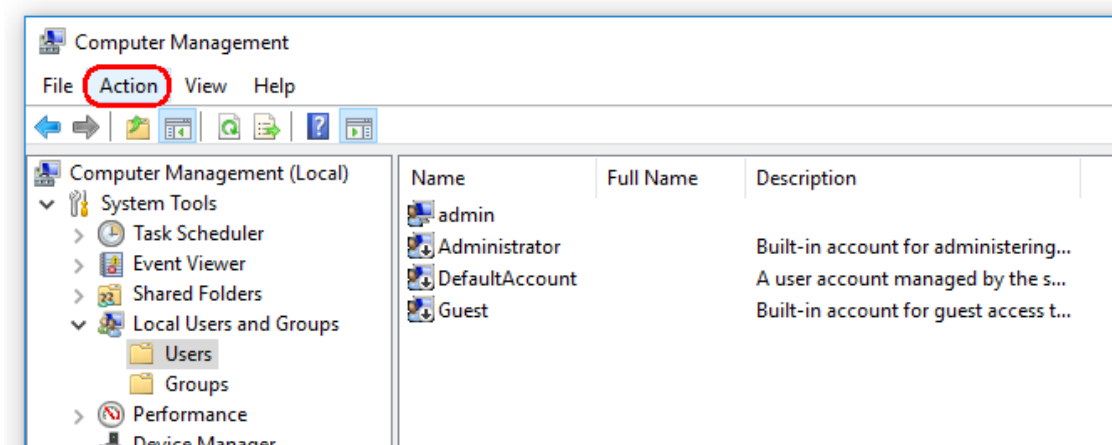 Computer Management
File Action View Help
Computer Management (Local)
System Tools
Task Scheduler
Event Viewer
Shared Folders
Local Users and Groups
Users
Groups
Performance
Device Manager
Name Full Name Description
admin
Administrator Built-in account for administering...
DefaultAccount A user account managed by the s...
Guest Built-in account for guest access t...